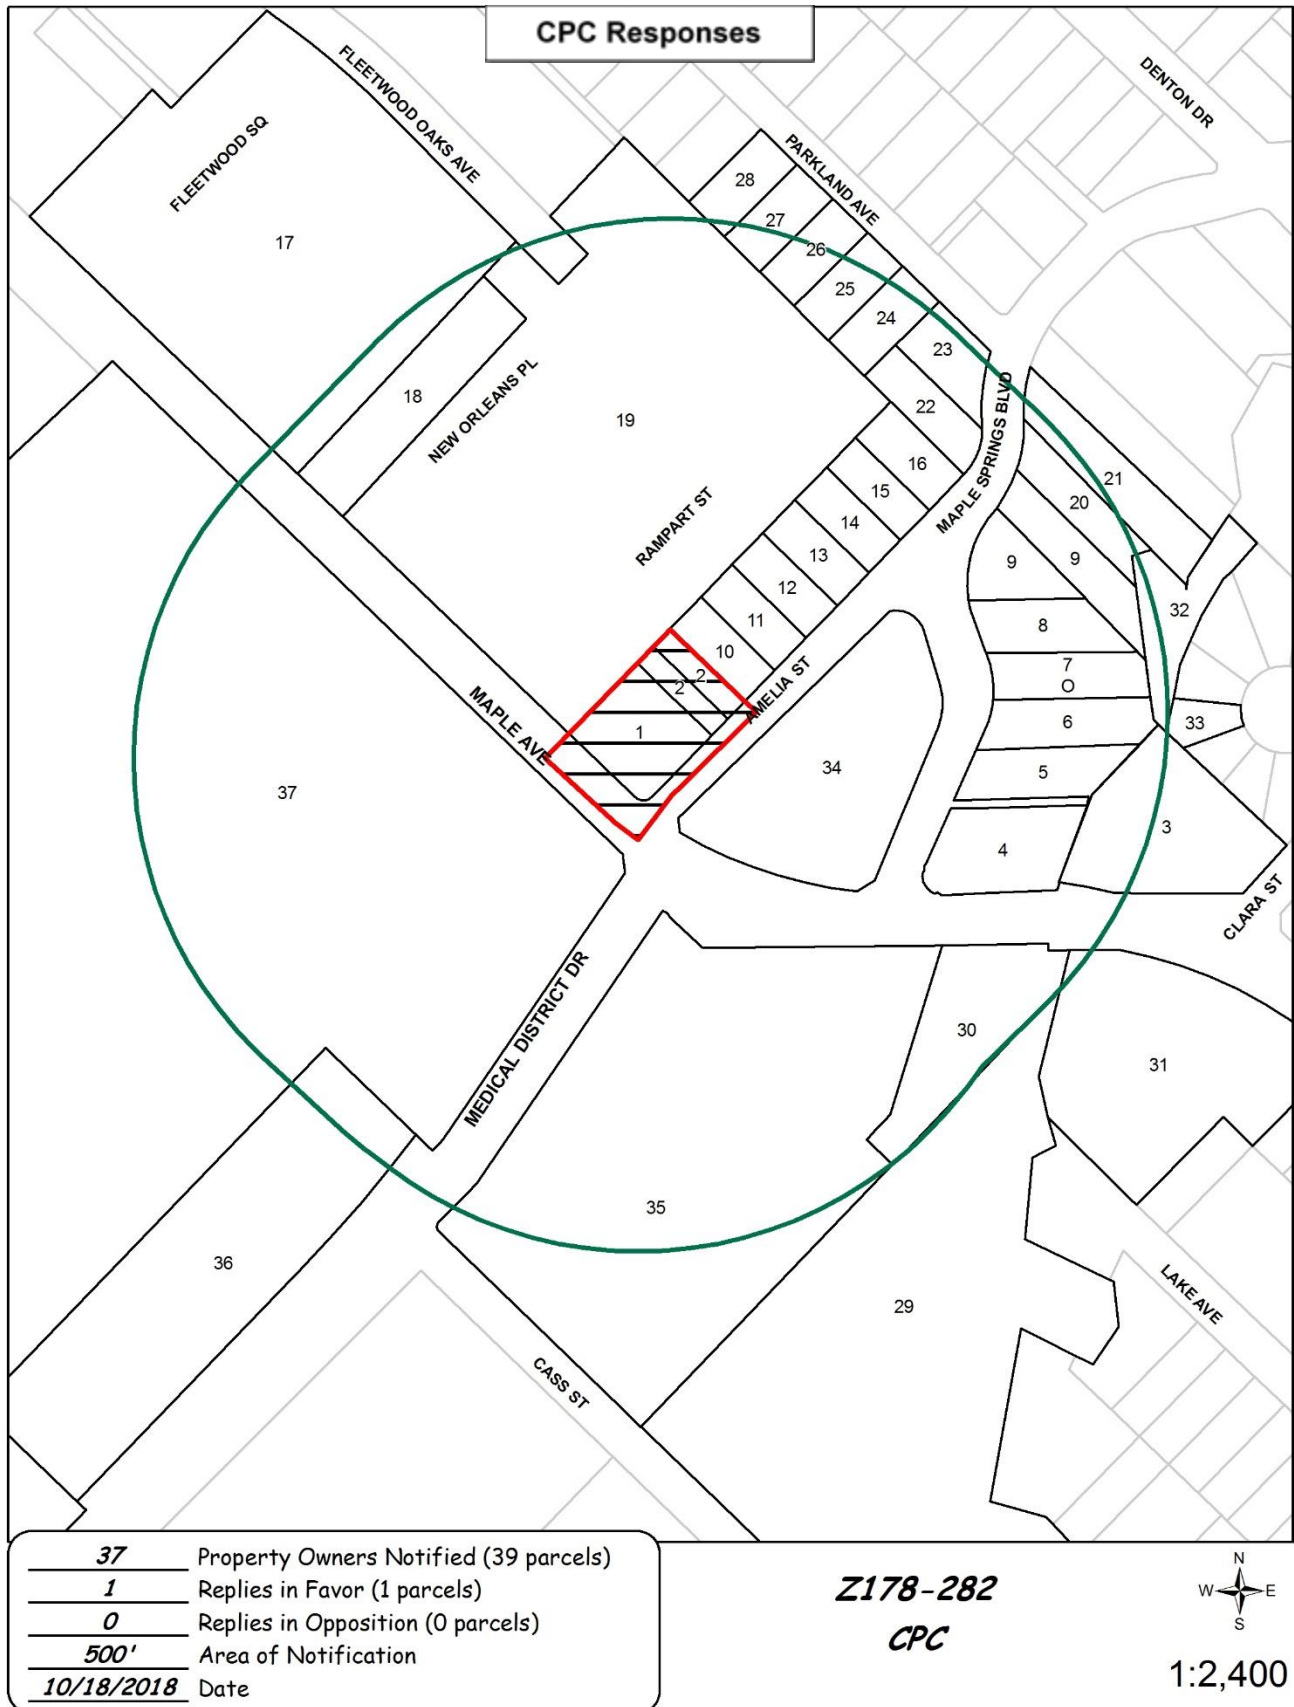 CPC Responses
FLEETWOOD OAKS AVE
DENTON DR
FLEETWOOD SQ
PARKLAND AVE
28
27
17
26
25
24
23
18
NEW ORLEANS PL
22
19
MAPLE SPRINGS BLVD
16
21
15
20
RAMPART ST
14
13
9
9
12
32
11
8
10
7
O
2
2
AMELIA ST
6
33
MAPLE AVE
1
5
34
37
3
4
CLARA ST
MEDICAL DISTRICT DR
30
31
35
36
29
LAKE AVE
CASS ST
37 Property Owners Notified (39 parcels)
1 Replies in Favor (1 parcels)
0 Replies in Opposition (0 parcels)
500' Area of Notification
10/18/2018 Date
Z178-282
CPC
N
W E
S
1:2,400